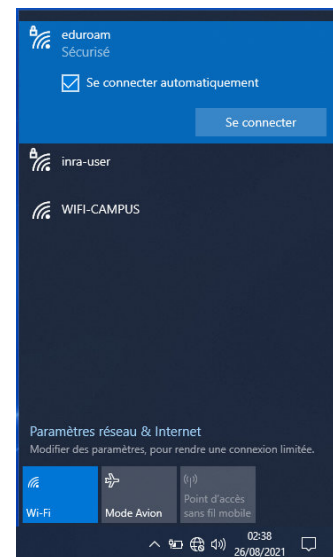 eduroam
Sécurisé
Se connecter automatiquement
Se connecter
inra-user
WIFI-CAMPUS
Paramètres réseau & Internet
Modifier des paramètres, pour rendre une connexion limitée.
Wi-Fi
Mode Avion
Point d'accès
sans fil mobile
02:38
26/08/2021